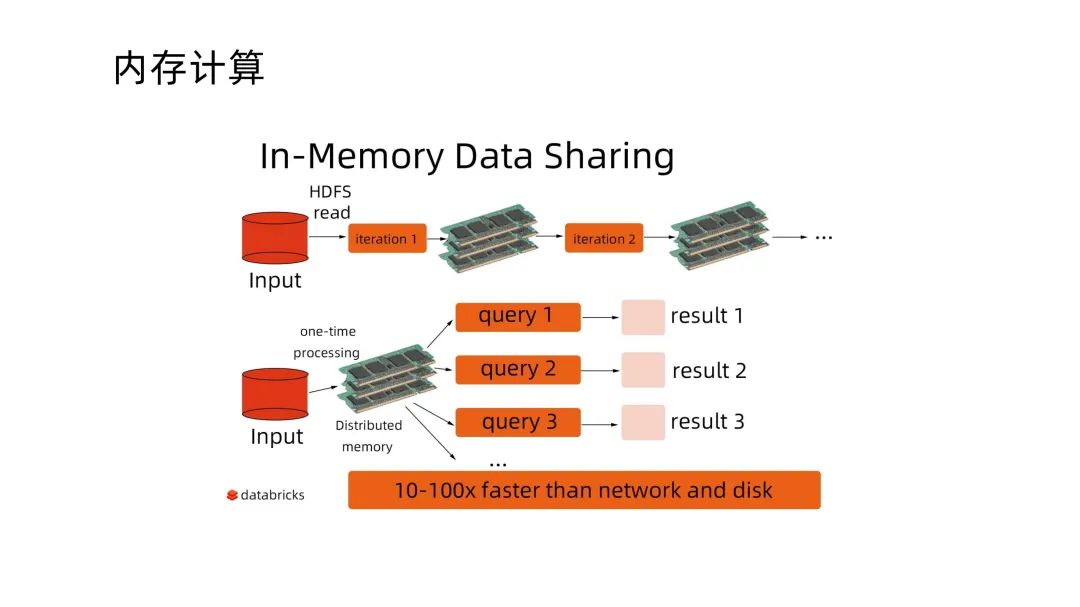 内存计算
In-Memory Data Sharing
HDFS
read
iteration 1
iteration 2
...
Input
one-time
processing
query 1
result 1
query 2
result 2
query 3
result 3
Input
Distributed
memory
...
databricks
10-100x faster than network and disk